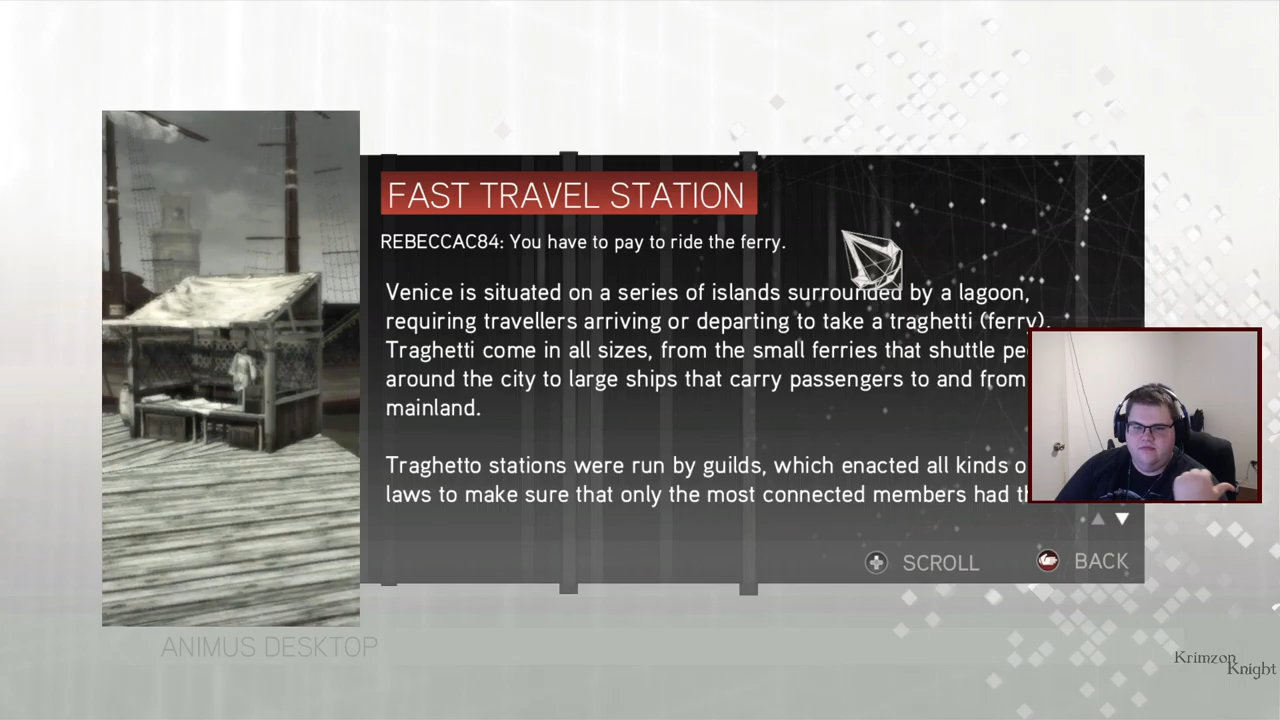 FAST TRAVEL STATION
REBECCAC84: You have to pay to ride the ferry.
Venice is situated on a series of islands surrounded by a lagoon,
requiring travellers arriving or departing to take a traghetti (ferry).
Traghetti come in all sizes, from the small ferries that shuttle
around the city to large ships that carry passengers to and from
mainland.
Traghetto stations were run by guilds, which enacted all kinds
laws to make sure that only the most connected members had
SCROLL
BACK
ANIMUS DESKTOP
Krimzon
Knight